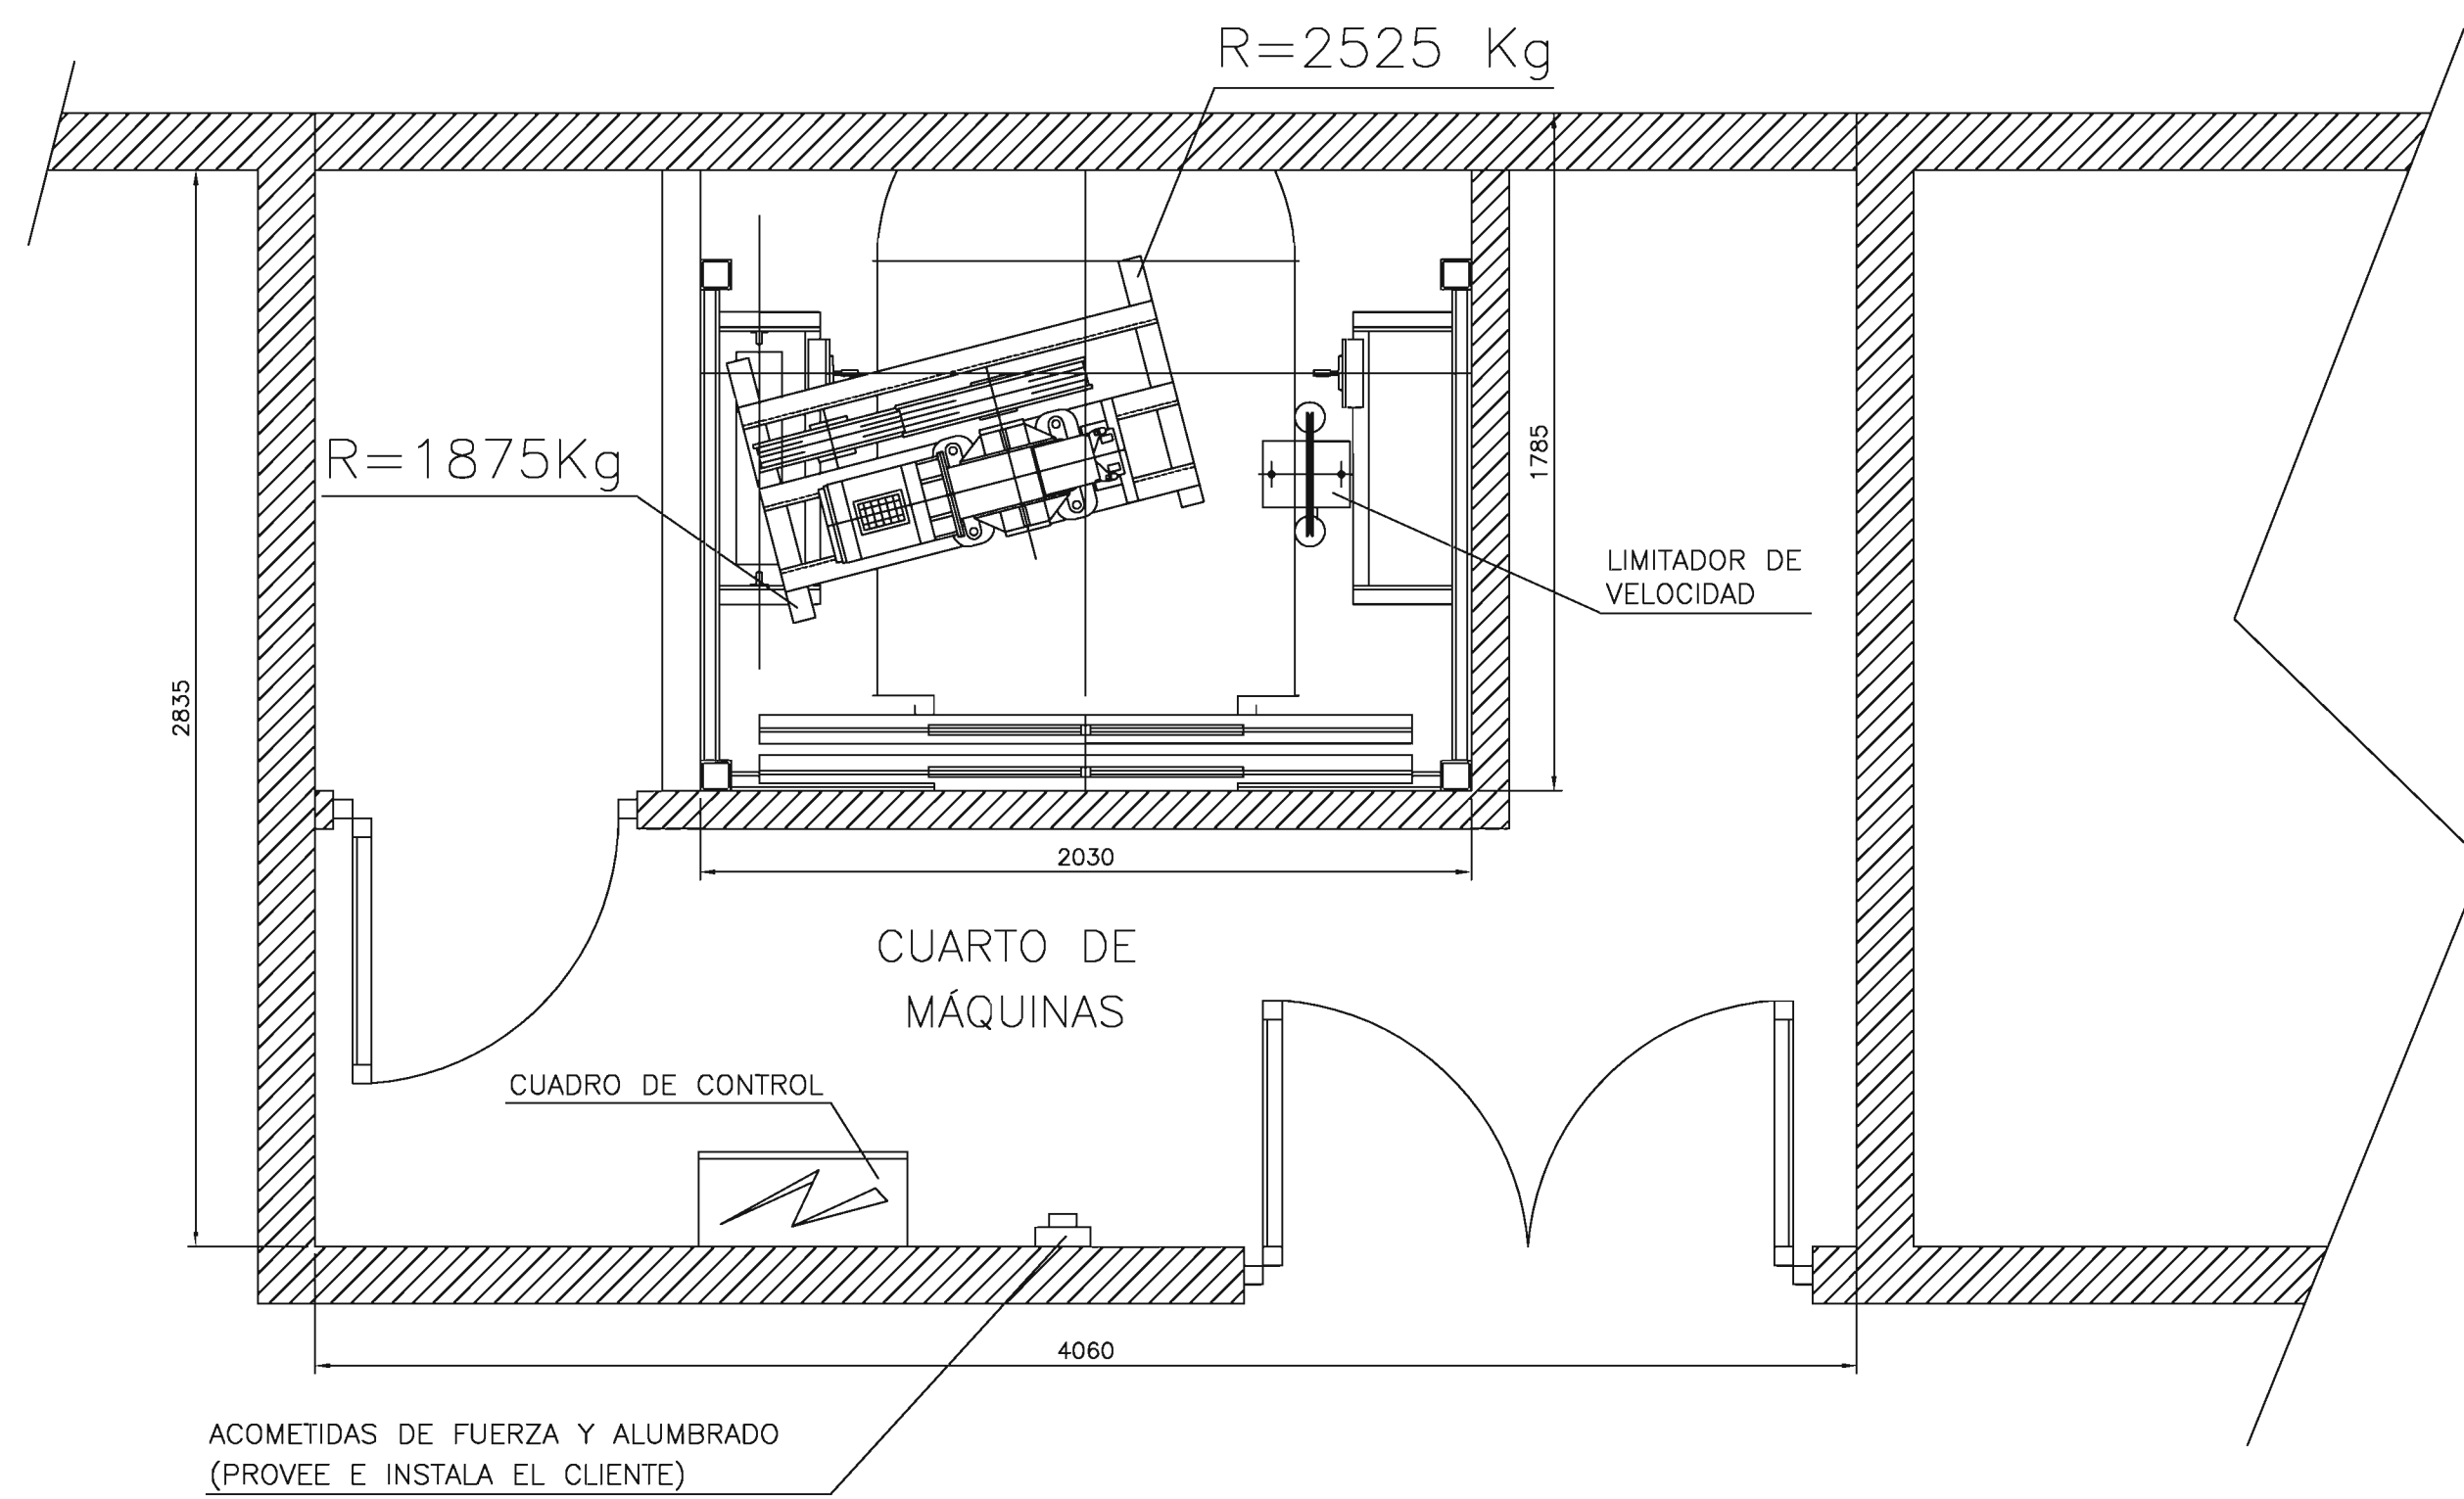 R=2525 Kg
R=1875Kg
1785
LIMITADOR DE
VELOCIDAD
2835
2030
CUARTO DE
MÁQUINAS
CUADRO DE CONTROL
4060
ACOMETIDAS DE FUERZA Y ALUMBRADO
(PROVEE E INSTALA EL CLIENTE)